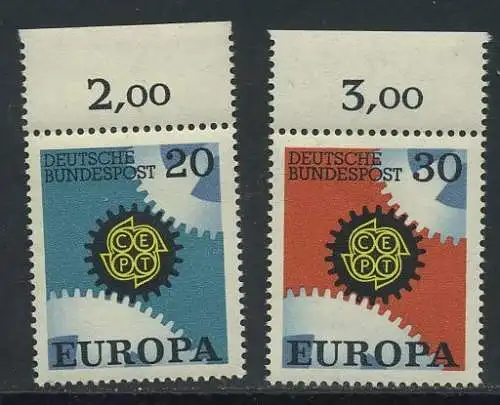 2,00
DEUTSCHE
BUNDESPOST 20
CEPT
EUROPA
3,00
DEUTSCHE
BUNDESPOST 30
CEPT
EUROPA